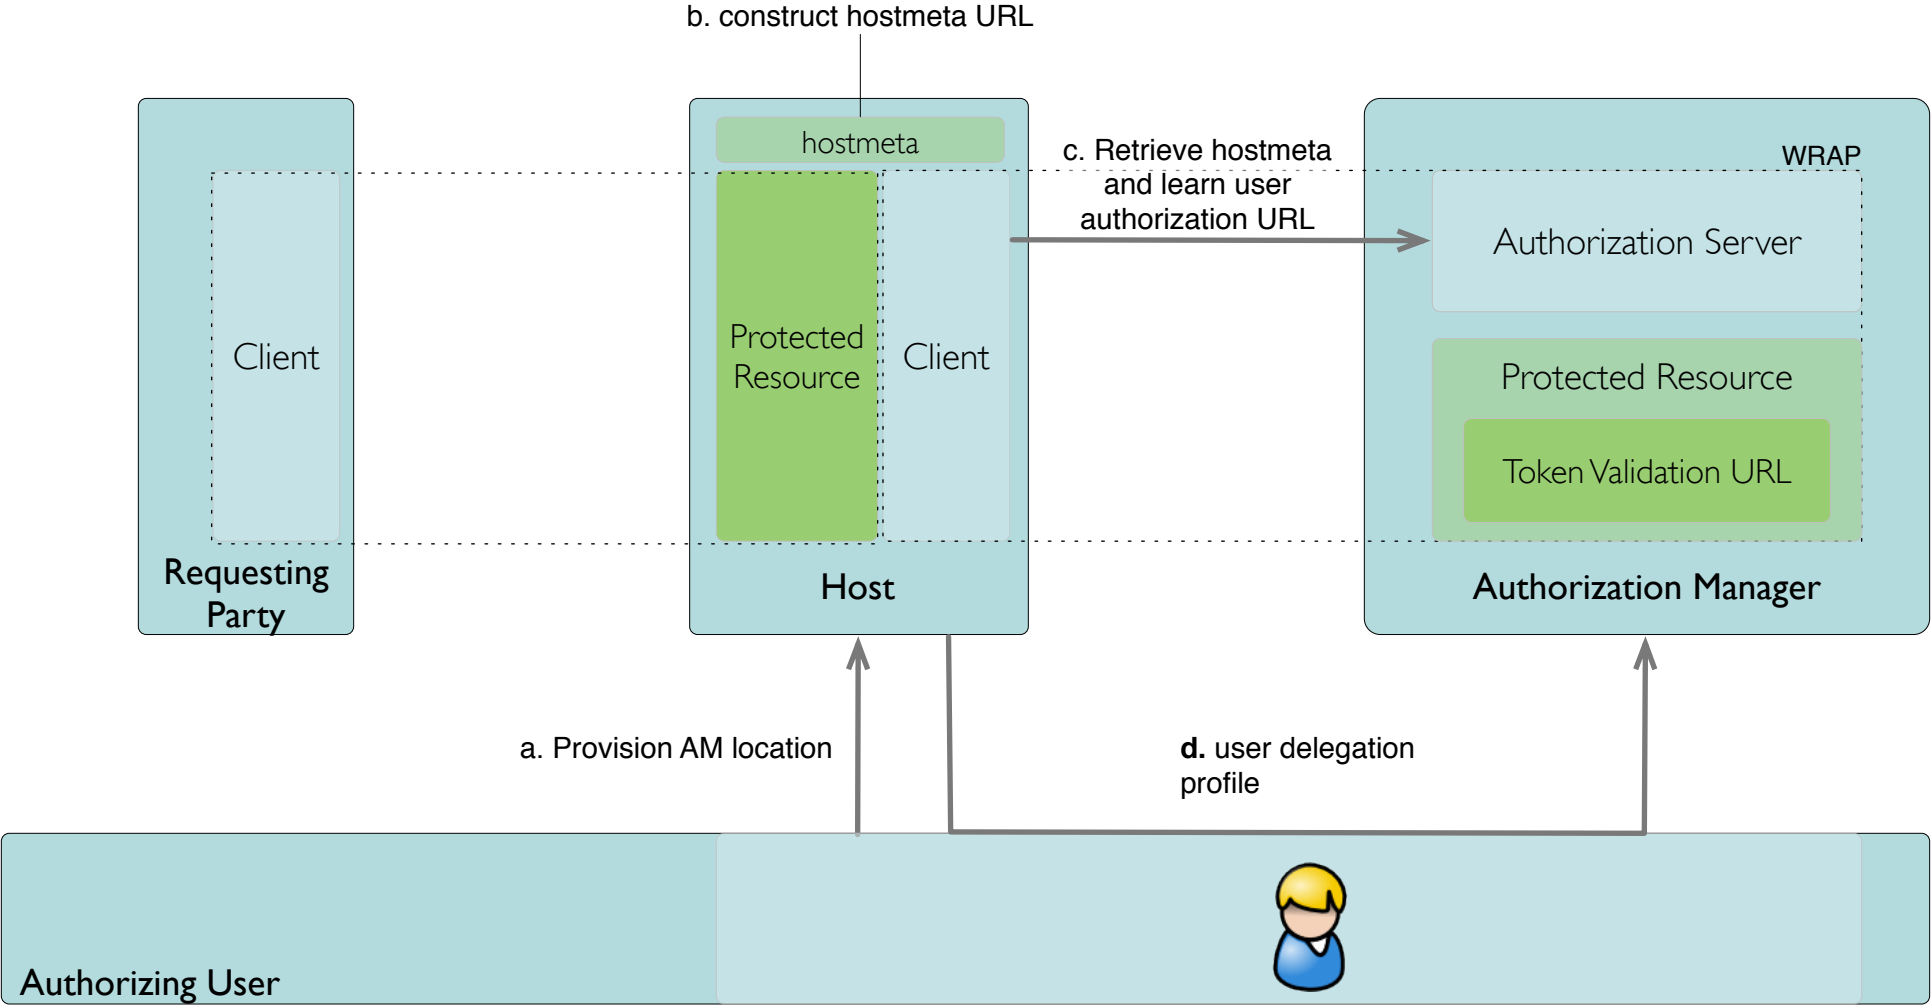 b. construct hostmeta URL
hostmeta
c. Retrieve hostmeta
and learn user
authorization URL
WRAP
Authorization Server
Client
Protected
Resource
Client
Protected Resource
Token Validation URL
Requesting
Party
Host
Authorization Manager
a. Provision AM location
d. user delegation
profile
Authorizing User